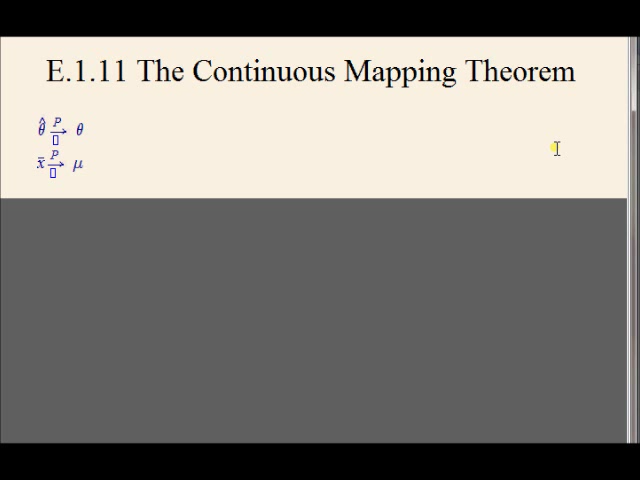 E.1.11 The Continuous Mapping Theorem
θ̂ →ᴾ θ
x̄ →ᴾ μ